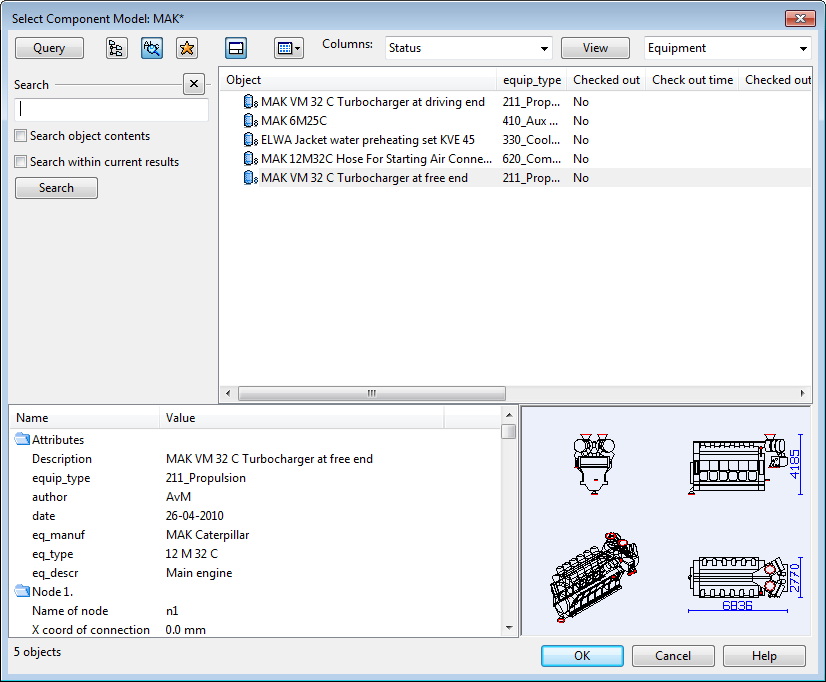 Select Component Model: MAK*
Query Columns: Status View Equipment
Search
Search object contents
Search within current results
Search
Object equip_type Checked out Check out time Checked out
MAK VM 32 C Turbocharger at driving end 211_Prop... No
MAK 6M25C 410_Aux ... No
ELWA Jacket water preheating set KVE 45 330_Cool... No
MAK 12M32C Hose For Starting Air Conne... 620_Com... No
MAK VM 32 C Turbocharger at free end 211_Prop... No
Name Value
Attributes
Description MAK VM 32 C Turbocharger at free end
equip_type 211_Propulsion
author AvM
date 26-04-2010
eq_manuf MAK Caterpillar
eq_type 12 M 32 C
eq_descr Main engine
Node 1.
Name of node n1
X coord of connection 0.0 mm
4185
2770
6836
5 objects
OK Cancel Help